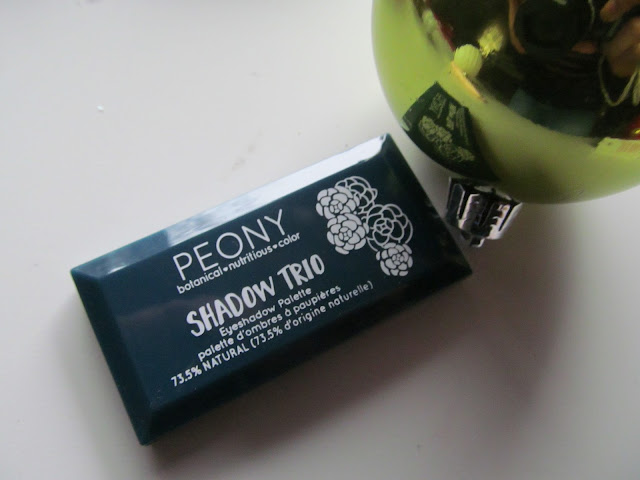 PEONY
botanical•nutritious•color
SHADOW TRIO
Eyeshadow Palette
palette d'ombres à paupières
73.5% NATURAL (73.5% d'origine naturelle)